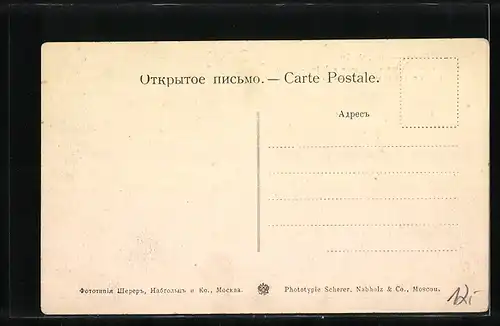 Открытое письмо. — Carte Postale.
Адресъ
Фототипія Шереръ, Набгольцъ и Ко., Москва. Phototypie Scherer, Nabholz & Co., Moscou.